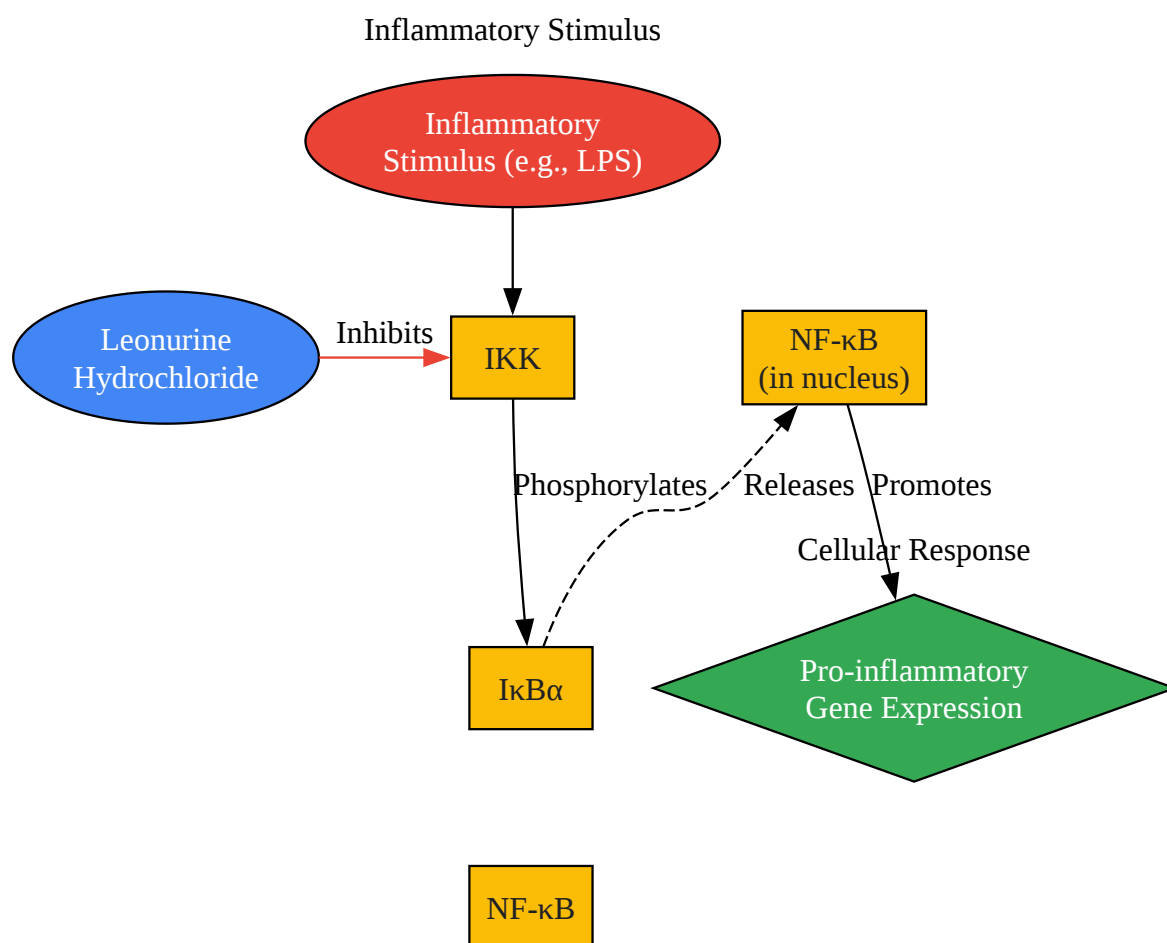 Inflammatory Stimulus
Inflammatory
Stimulus (e.g., LPS)
Leonurine
Hydrochloride
Inhibits
IKK
NF-κB
(in nucleus)
Phosphorylates
Releases
Promotes
Cellular Response
IκBα
Pro-inflammatory
Gene Expression
NF-κB